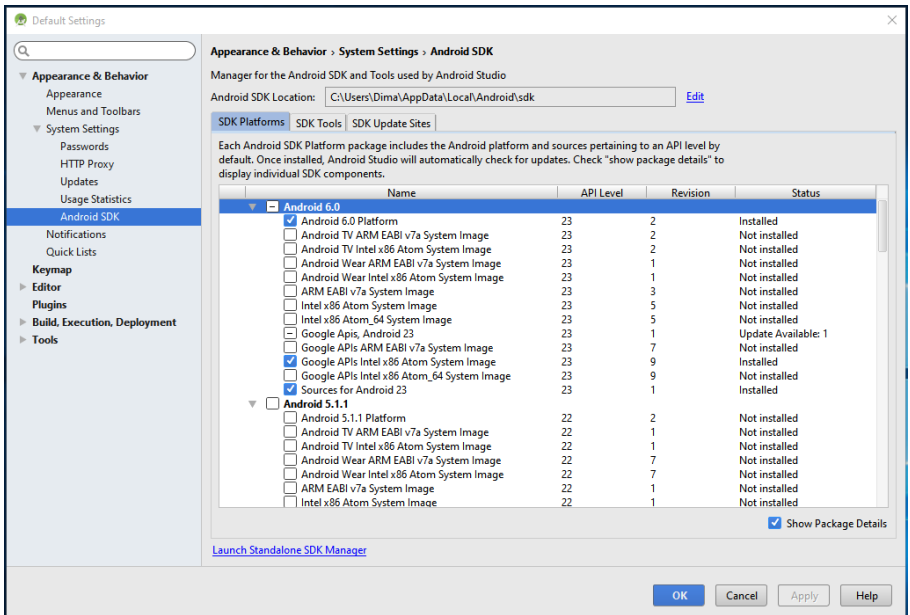 Default Settings
Appearance & Behavior
Appearance
Menus and Toolbars
System Settings
Passwords
HTTP Proxy
Updates
Usage Statistics
Android SDK
Notifications
Quick Lists
Keymap
Editor
Plugins
Build, Execution, Deployment
Tools
Appearance & Behavior › System Settings › Android SDK
Manager for the Android SDK and Tools used by Android Studio
Android SDK Location: C:\Users\Dima\AppData\Local\Android\sdk Edit
SDK Platforms SDK Tools SDK Update Sites
Each Android SDK Platform package includes the Android platform and sources pertaining to an API level by
default. Once installed, Android Studio will automatically check for updates. Check "show package details" to
display individual SDK components.
Name API Level Revision Status
Android 6.0
Android 6.0 Platform 23 2 Installed
Android TV ARM EABI v7a System Image 23 2 Not installed
Android TV Intel x86 Atom System Image 23 2 Not installed
Android Wear ARM EABI v7a System Image 23 1 Not installed
Android Wear Intel x86 Atom System Image 23 1 Not installed
ARM EABI v7a System Image 23 3 Not installed
Intel x86 Atom System Image 23 5 Not installed
Intel x86 Atom_64 System Image 23 5 Not installed
Google Apis, Android 23 23 1 Update Available: 1
Google APIs ARM EABI v7a System Image 23 7 Not installed
Google APIs Intel x86 Atom System Image 23 9 Installed
Google APIs Intel x86 Atom_64 System Image 23 9 Not installed
Sources for Android 23 23 1 Installed
Android 5.1.1
Android 5.1.1 Platform 22 2 Not installed
Android TV ARM EABI v7a System Image 22 1 Not installed
Android TV Intel x86 Atom System Image 22 1 Not installed
Android Wear ARM EABI v7a System Image 22 7 Not installed
Android Wear Intel x86 Atom System Image 22 7 Not installed
ARM EABI v7a System Image 22 1 Not installed
Intel x86 Atom System Image 22 1 Not installed
Show Package Details
Launch Standalone SDK Manager
OK Cancel Apply Help